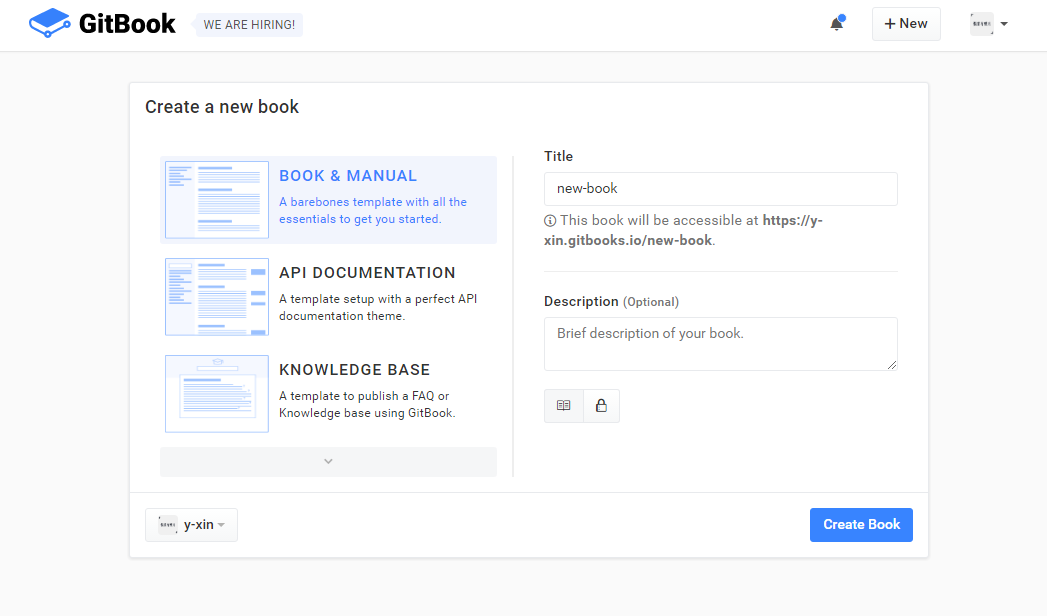 GitBook
WE ARE HIRING!
+ New
Create a new book
BOOK & MANUAL
A barebones template with all the
essentials to get you started.
API DOCUMENTATION
A template setup with a perfect API
documentation theme.
KNOWLEDGE BASE
A template to publish a FAQ or
Knowledge base using GitBook.
Title
new-book
This book will be accessible at https://y-
xin.gitbooks.io/new-book.
Description (Optional)
Brief description of your book.
y-xin
Create Book